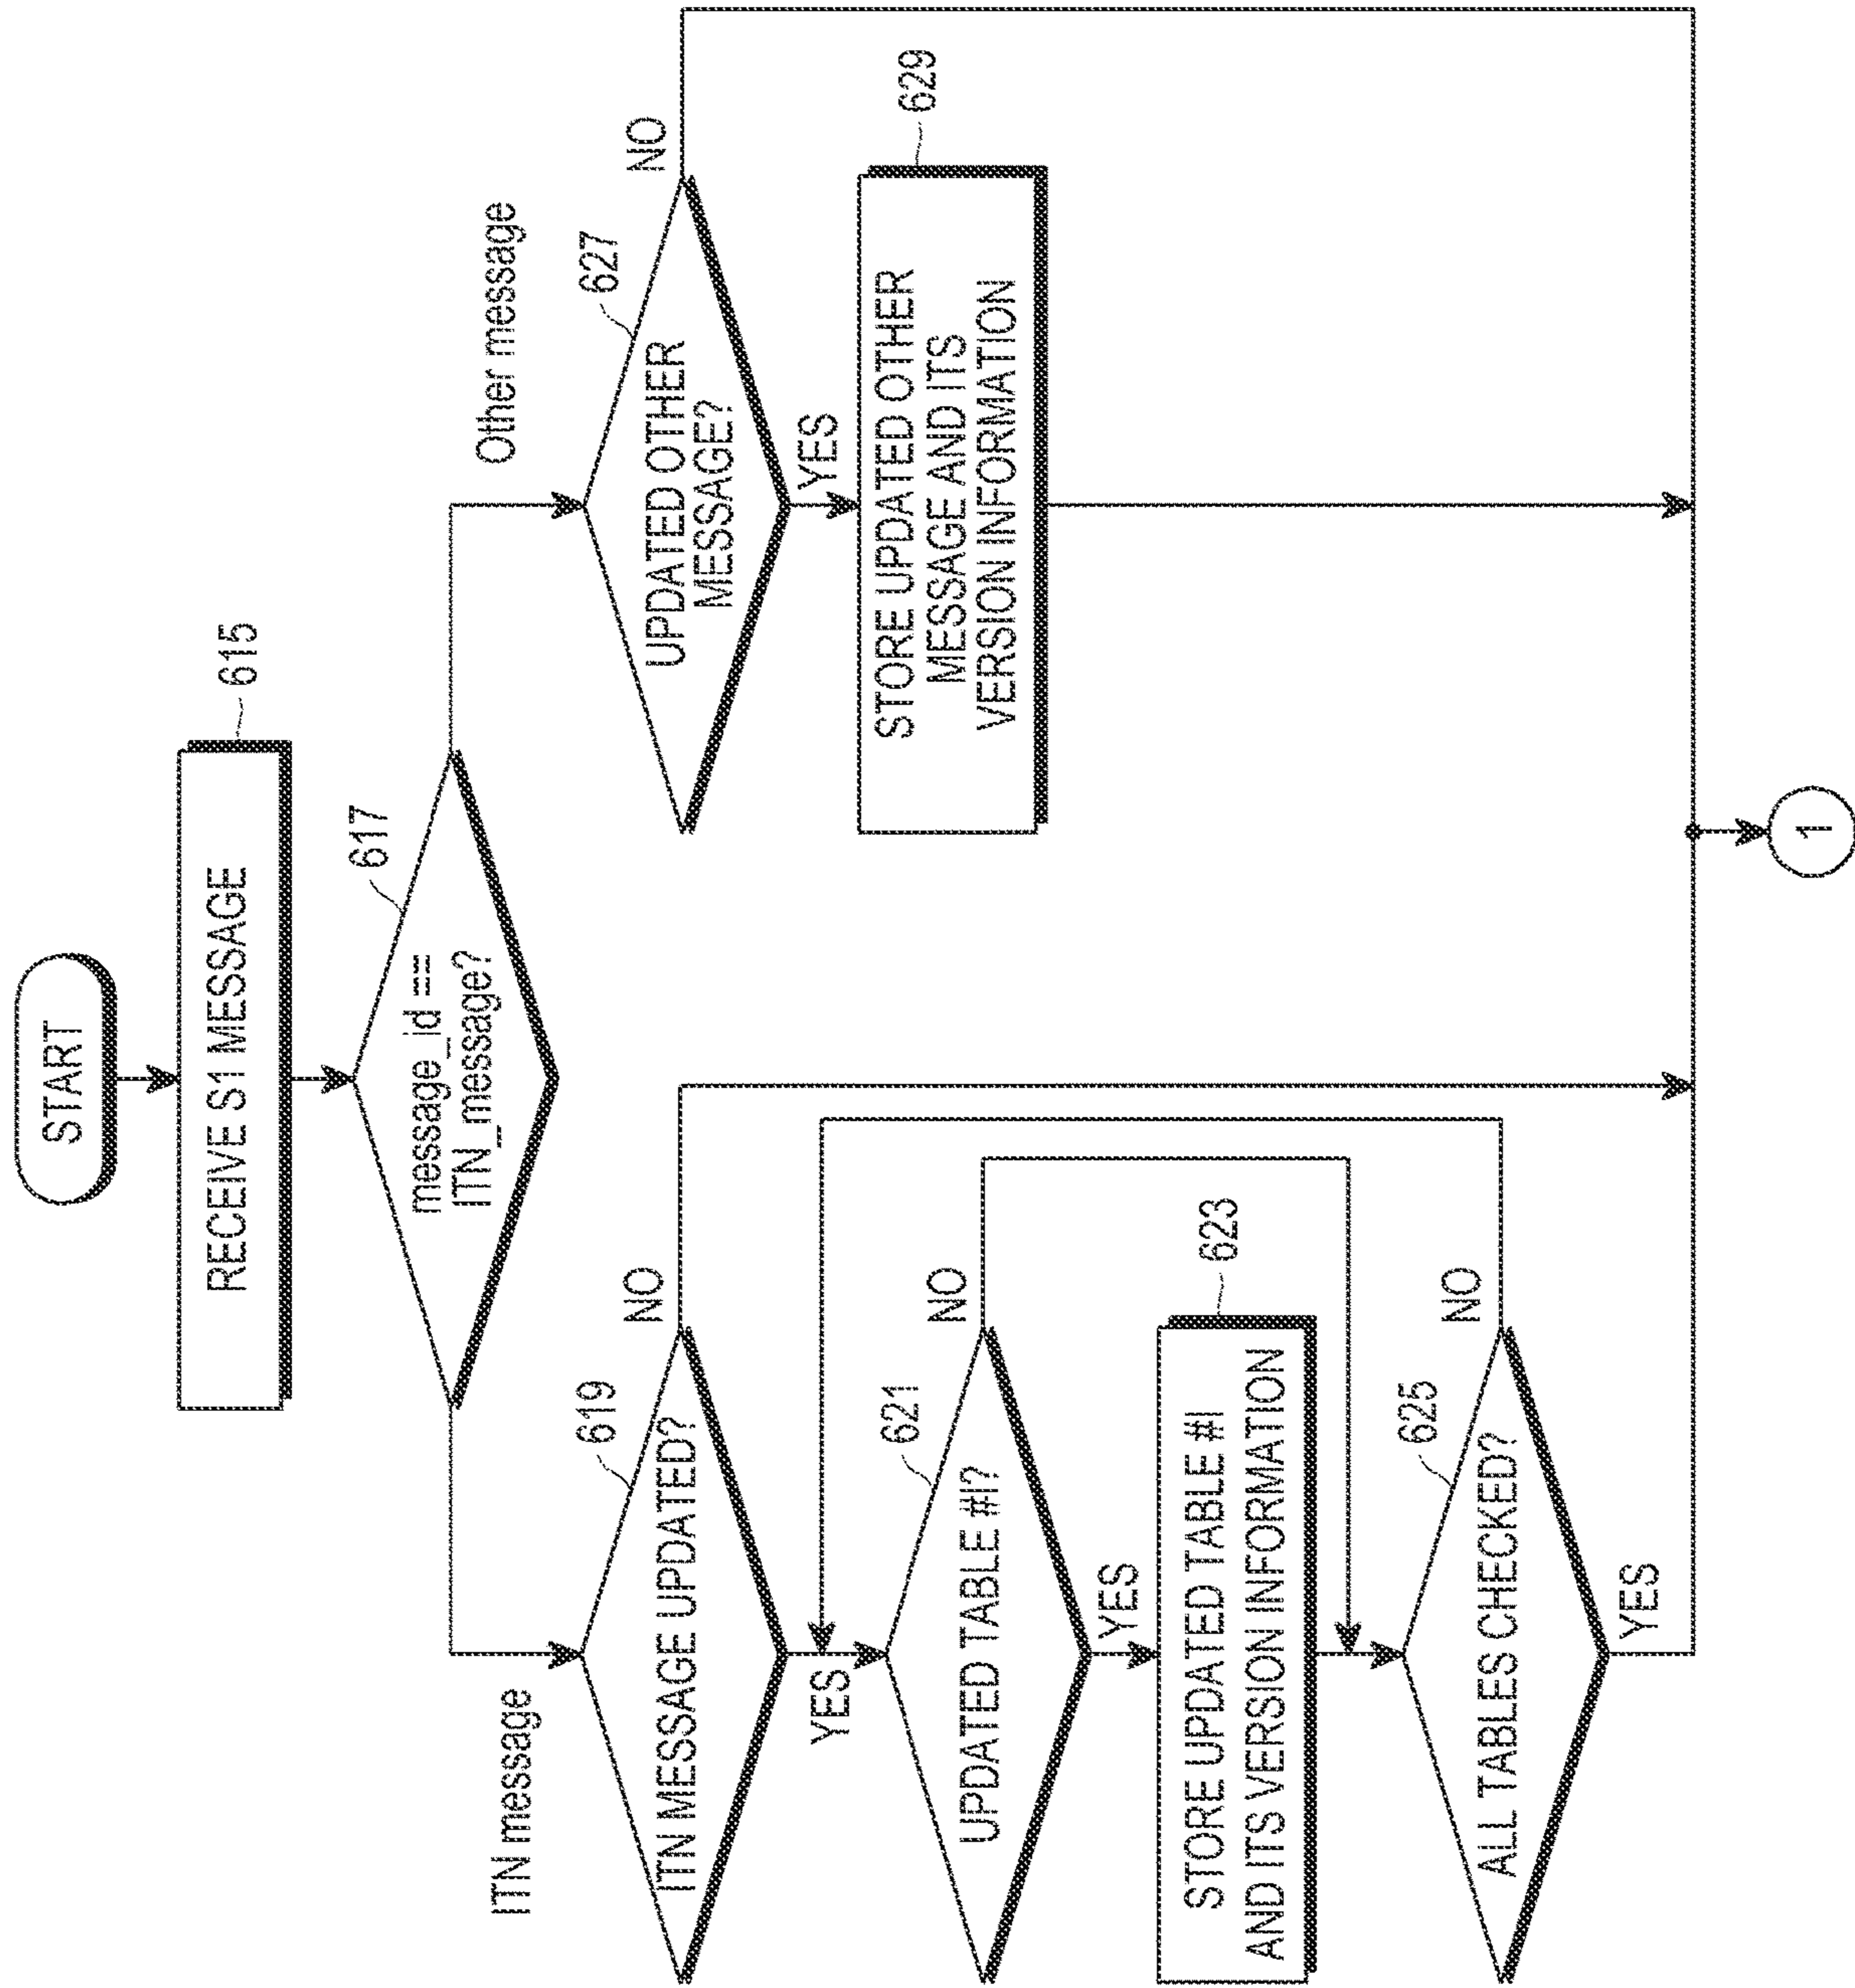 START
RECEIVE S1 MESSAGE
615
message_id ==
ITN_message?
617
ITN message
Other message
ITN MESSAGE UPDATED?
619
NO
YES
UPDATED TABLE #I?
621
NO
YES
STORE UPDATED TABLE #I
AND ITS VERSION INFORMATION
623
ALL TABLES CHECKED?
625
NO
YES
UPDATED OTHER
MESSAGE?
627
NO
YES
STORE UPDATED OTHER
MESSAGE AND ITS
VERSION INFORMATION
629
1